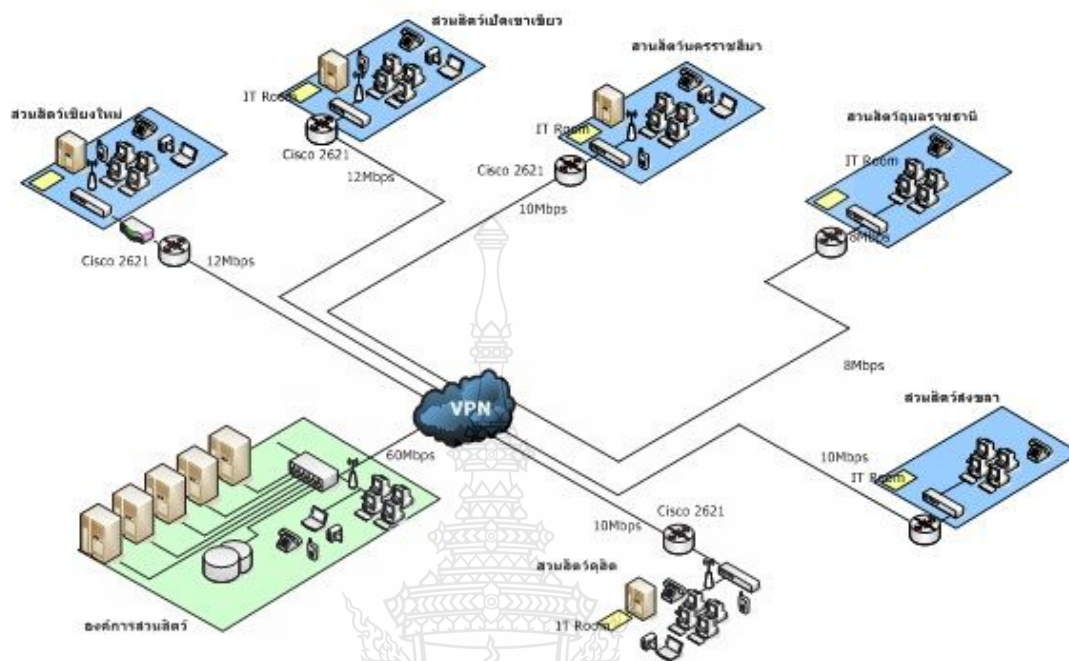 สวนสัตว์เปิดเขาเขียว
สวนสัตว์นครราชสีมา
สวนสัตว์เชียงใหม่
สวนสัตว์อุบลราชธานี
IT Room
IT Room
IT Room
Cisco 2621
Cisco 2621
12Mbps
10Mbps
8Mbps
Cisco 2621
12Mbps
8Mbps
สวนสัตว์สงขลา
VPN
60Mbps
10Mbps
IT Room
10Mbps
Cisco 2621
สวนสัตว์ดุสิต
องค์การสวนสัตว์
IT Room